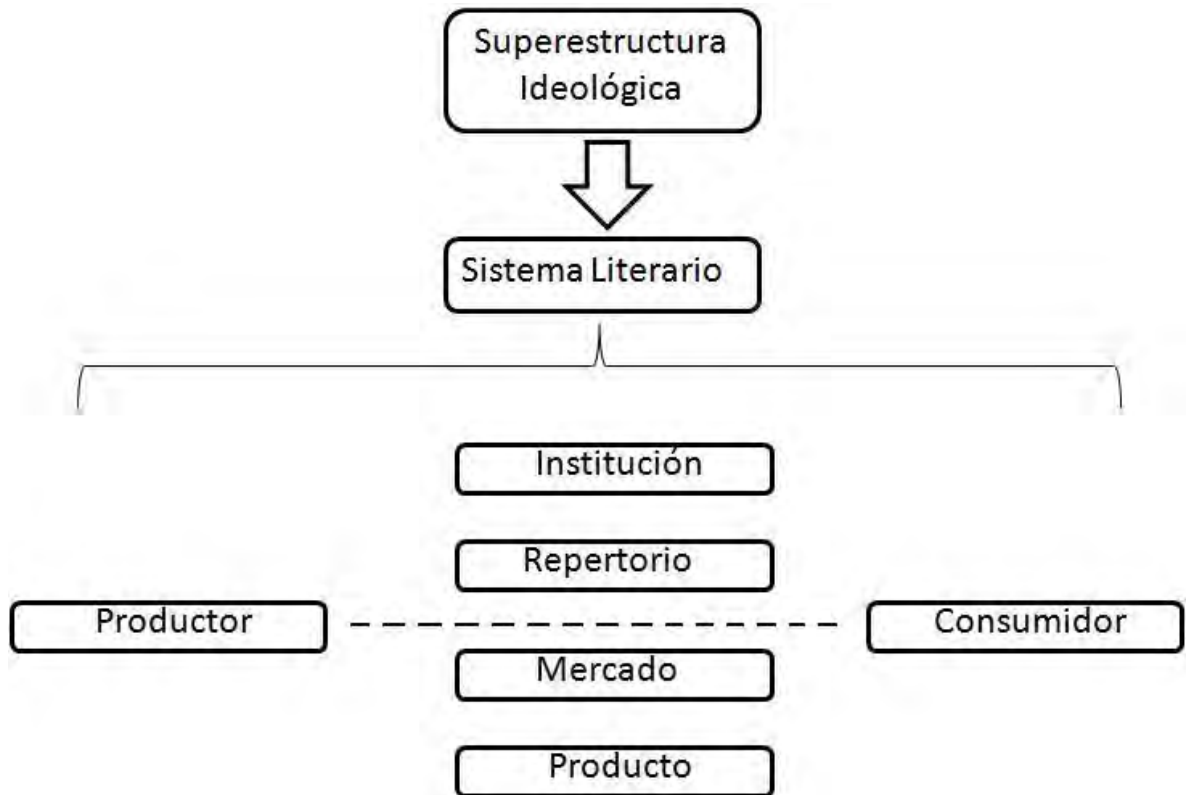 Superestructura
Ideológica
Sistema Literario
Institución
Repertorio
Productor
Consumidor
Mercado
Producto